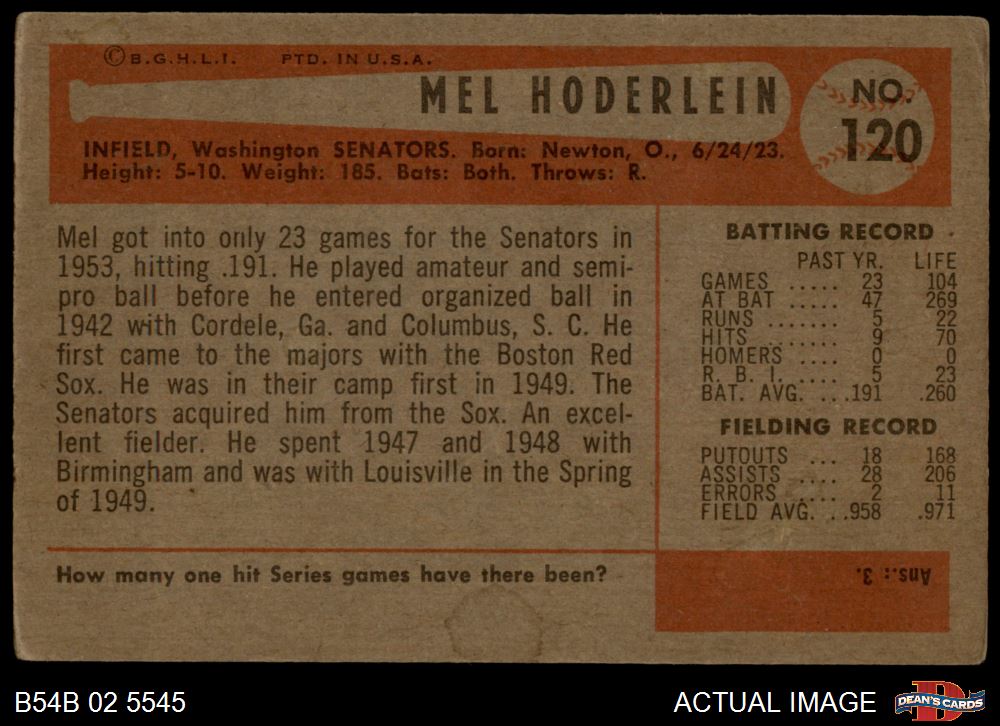 © B.G.H.L.I. PTD. IN U.S.A.
MEL HODERLEIN
NO.
120
INFIELD, Washington SENATORS. Born: Newton, O., 6/24/23.
Height: 5-10. Weight: 185. Bats: Both. Throws: R.
Mel got into only 23 games for the Senators in
1953, hitting .191. He played amateur and semi-
pro ball before he entered organized ball in
1942 with Cordele, Ga. and Columbus, S. C. He
first came to the majors with the Boston Red
Sox. He was in their camp first in 1949. The
Senators acquired him from the Sox. An excel-
lent fielder. He spent 1947 and 1948 with
Birmingham and was with Louisville in the Spring
of 1949.
BATTING RECORD
PAST YR. LIFE
GAMES ..... 23 104
AT BAT ..... 47 269
RUNS ....... 5 22
HITS ....... 9 70
HOMERS .... 0 0
R. B. I. .... 5 23
BAT. AVG. ...191 .260
FIELDING RECORD
PUTOUTS ... 18 168
ASSISTS .... 28 206
ERRORS .... 2 11
FIELD AVG. ..958 .971
How many one hit Series games have there been?
Ans.: 3.
B54B 02 5545
ACTUAL IMAGE
D
DEAN'S CARDS